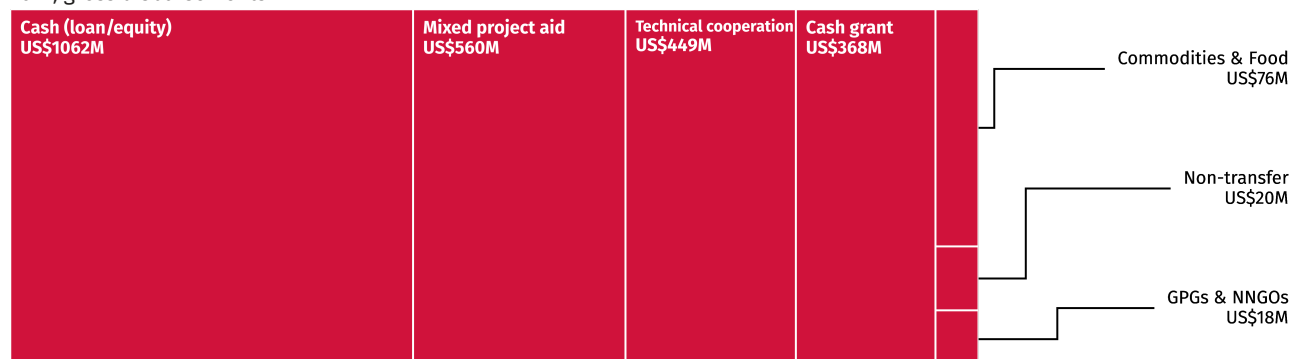 Cash (loan/equity)
US$1062M
Mixed project aid
US$560M
Technical cooperation
US$449M
Cash grant
US$368M
Commodities & Food
US$76M
Non-transfer
US$20M
GPGs & NNGOs
US$18M